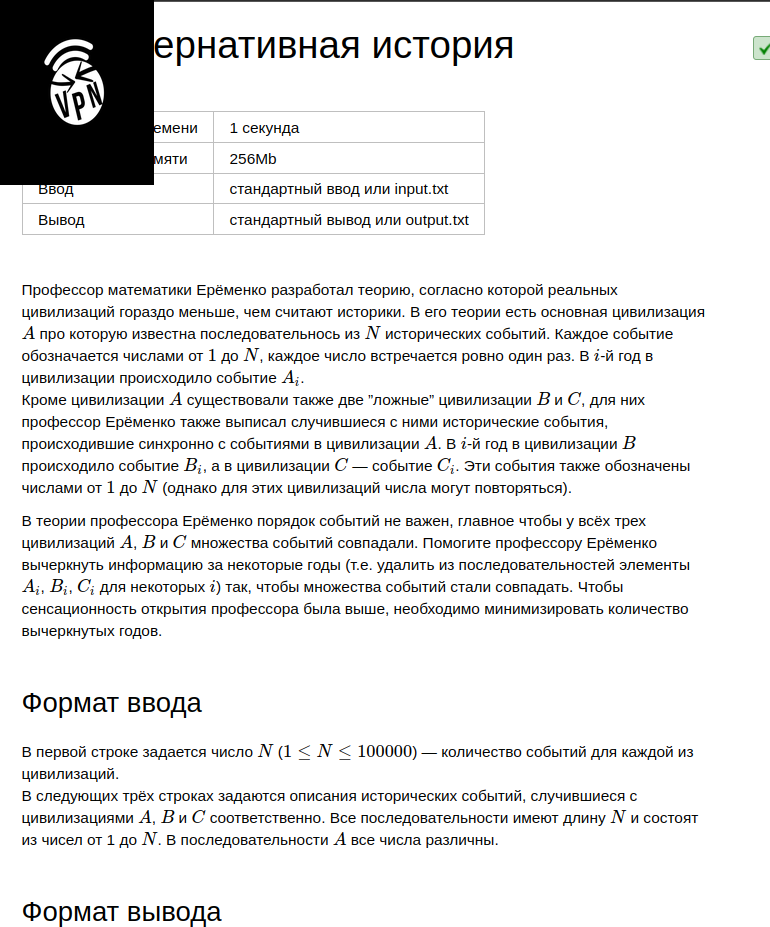 VPN
ернативная история
емени 1 секунда
мяти 256Mb
Ввод стандартный ввод или input.txt
Вывод стандартный вывод или output.txt
Профессор математики Ерёменко разработал теорию, согласно которой реальных
цивилизаций гораздо меньше, чем считают историки. В его теории есть основная цивилизация
A про которую известна последовательнось из N исторических событий. Каждое событие
обозначается числами от 1 до N, каждое число встречается ровно один раз. В i-й год в
цивилизации происходило событие A_i.
Кроме цивилизации A существовали также две ”ложные” цивилизации B и C, для них
профессор Ерёменко также выписал случившиеся с ними исторические события,
происходившие синхронно с событиями в цивилизации A. В i-й год в цивилизации B
происходило событие B_i, а в цивилизации C — событие C_i. Эти события также обозначены
числами от 1 до N (однако для этих цивилизаций числа могут повторяться).
В теории профессора Ерёменко порядок событий не важен, главное чтобы у всёх трех
цивилизаций A, B и C множества событий совпадали. Помогите профессору Ерёменко
вычеркнуть информацию за некоторые годы (т.е. удалить из последовательностей элементы
A_i, B_i, C_i для некоторых i) так, чтобы множества событий стали совпадать. Чтобы
сенсационность открытия профессора была выше, необходимо минимизировать количество
вычеркнутых годов.
Формат ввода
В первой строке задается число N (1 ≤ N ≤ 100000) — количество событий для каждой из
цивилизаций.
В следующих трёх строках задаются описания исторических событий, случившиеся с
цивилизациями A, B и C соответственно. Все последовательности имеют длину N и состоят
из чисел от 1 до N. В последовательности A все числа различны.
Формат вывода